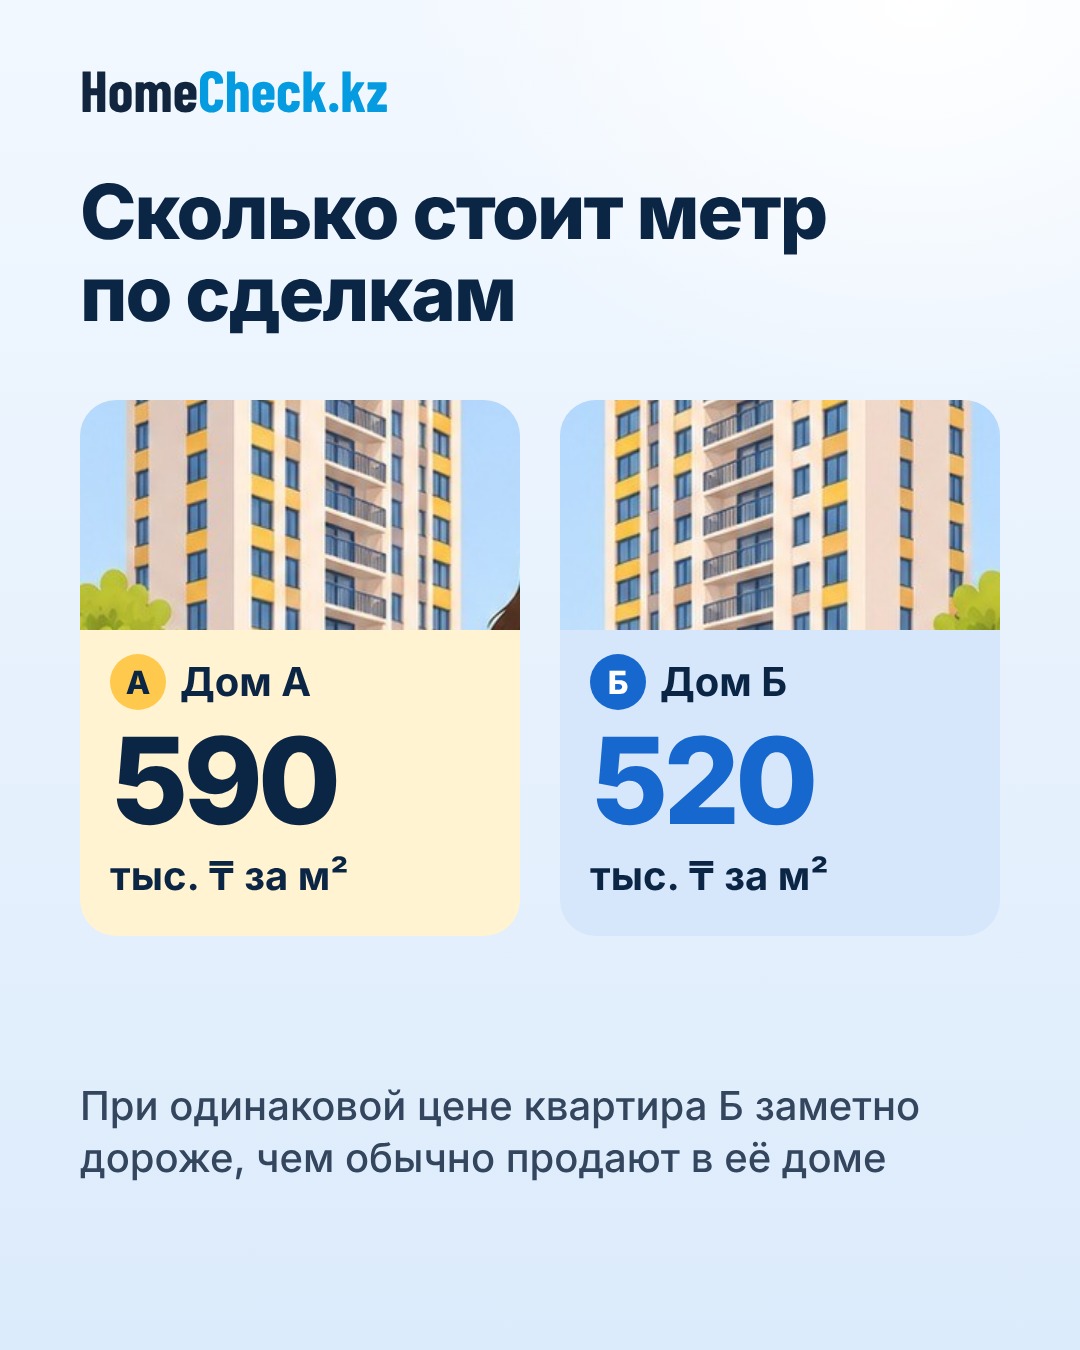 HomeCheck.kz
Сколько стоит метр
по сделкам
А Дом А
590
тыс. ₸ за м²
Б Дом Б
520
тыс. ₸ за м²
При одинаковой цене квартира Б заметно
дороже, чем обычно продают в её доме